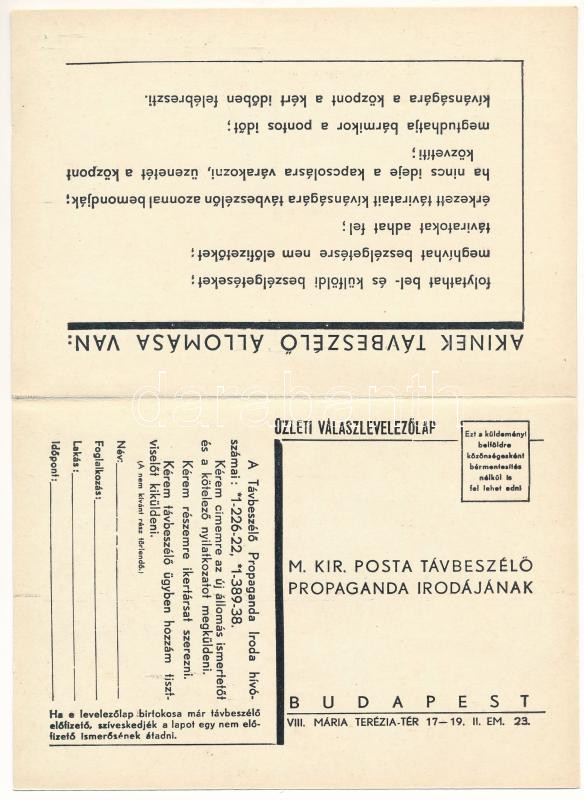 AKINEK TÁVBESZÉLŐ ÁLLOMÁSA VAN:
folytathat bel- és külföldi beszélgetéseket;
meghívhat beszélgetésre nem előfizetőket;
táviratokat adhat fel;
érkezett táviratait kívánságára távbeszélőn azonnal bemondják;
ha nincs ideje a kapcsolásra várakozni, üzenetét a központ
közvetíti;
megtudhatja bármikor a pontos időt;
kívánságára a központ a kért időben felébreszti.
darabanth
ÜZLETI VÁLASZLEVELEZŐLAP
Ezt a küldeményt
belföldre
közönségesként
bérmentesítés
nélkül is
fel lehet adni
M. KIR. POSTA TÁVBESZÉLŐ
PROPAGANDA IRODÁJÁNAK
BUDAPEST
VIII. MÁRIA TERÉZIA-TÉR 17—19. II. EM. 23.
A Távbeszélő Propaganda Iroda hívó-
számai: *1-226-22, *1-389-38.
Kérem címemre az új állomás ismertetőt
és a kötelező nyilatkozatot megküldeni.
Kérem részemre ikertársat szerezni.
Kérem távbeszélő ügyben hozzám tiszt-
viselőt kiküldeni.
(A nem kívánt rész törlendő.)
Név:
Foglalkozás:
Lakás:
Időpont:
Ha e levelezőlap birtokosa már távbeszélő
előfizető, szíveskedjék a lapot egy nem elő-
fizető ismerősének átadni.